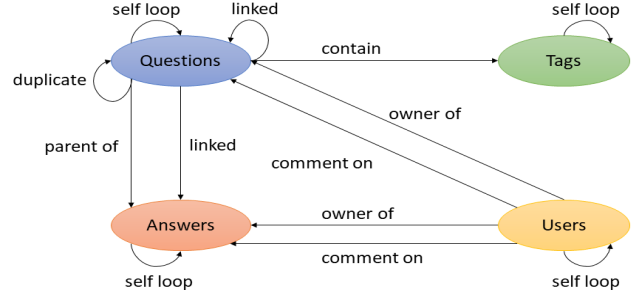 self loop
linked
self loop
contain
Questions
Tags
duplicate
owner of
parent of
linked
comment on
owner of
Answers
Users
self loop
comment on
self loop